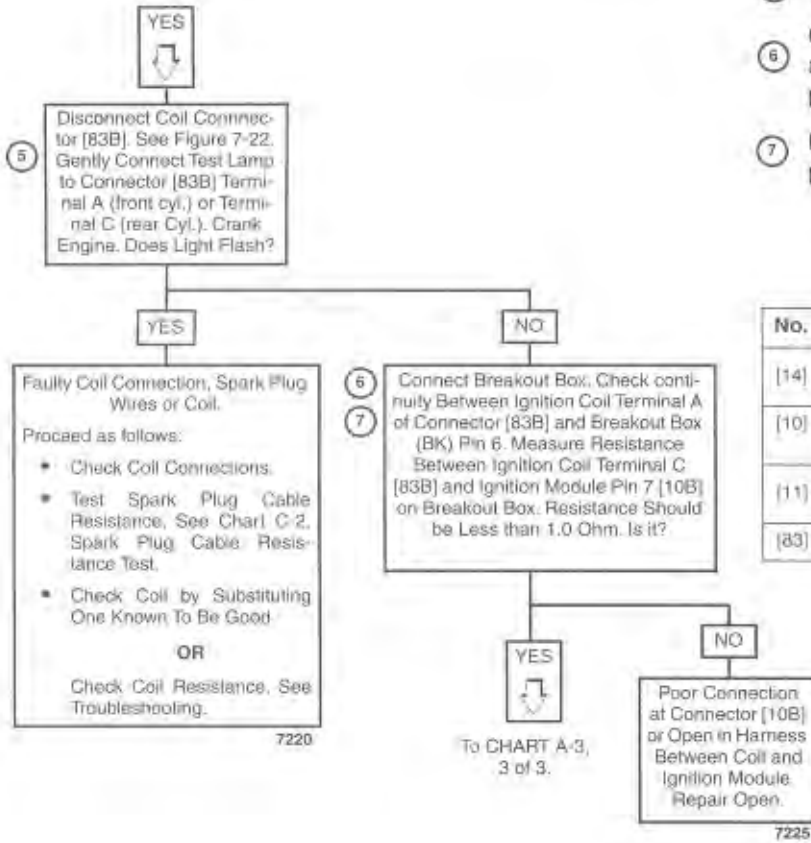 YES
5
Disconnect Coil Connnec-
tor [83B]. See Figure 7-22.
Gently Connect Test Lamp
to Connector [83B] Termi-
nal A (front cyl.) or Termi-
nal C (rear Cyl.). Crank
Engine. Does Light Flash?
6
7
YES
Faulty Coil Connection, Spark Plug
Wires or Coil.
Proceed as follows:
• Check Coil Connections.
• Test Spark Plug Cable
Resistance, See Chart C-2,
Spark Plug Cable Resis-
tance Test.
• Check Coil by Substituting
One Known To Be Good
OR
Check Coil Resistance, See
Troubleshooting.
7220
NO
6
7
Connect Breakout Box. Check conti-
nuity Between Ignition Coil Terminal A
of Connector [83B] and Breakout Box
(BK) Pin 6. Measure Resistance
Between Ignition Coil Terminal C
[83B] and Ignition Module Pin 7 [10B]
on Breakout Box. Resistance Should
be Less than 1.0 Ohm. Is it?
YES
To CHART A-3,
3 of 3.
NO
Poor Connection
at Connector [10B]
or Open in Harness
Between Coil and
Ignition Module
Repair Open.
7225
No.
[14]
[10]
[11]
[83]